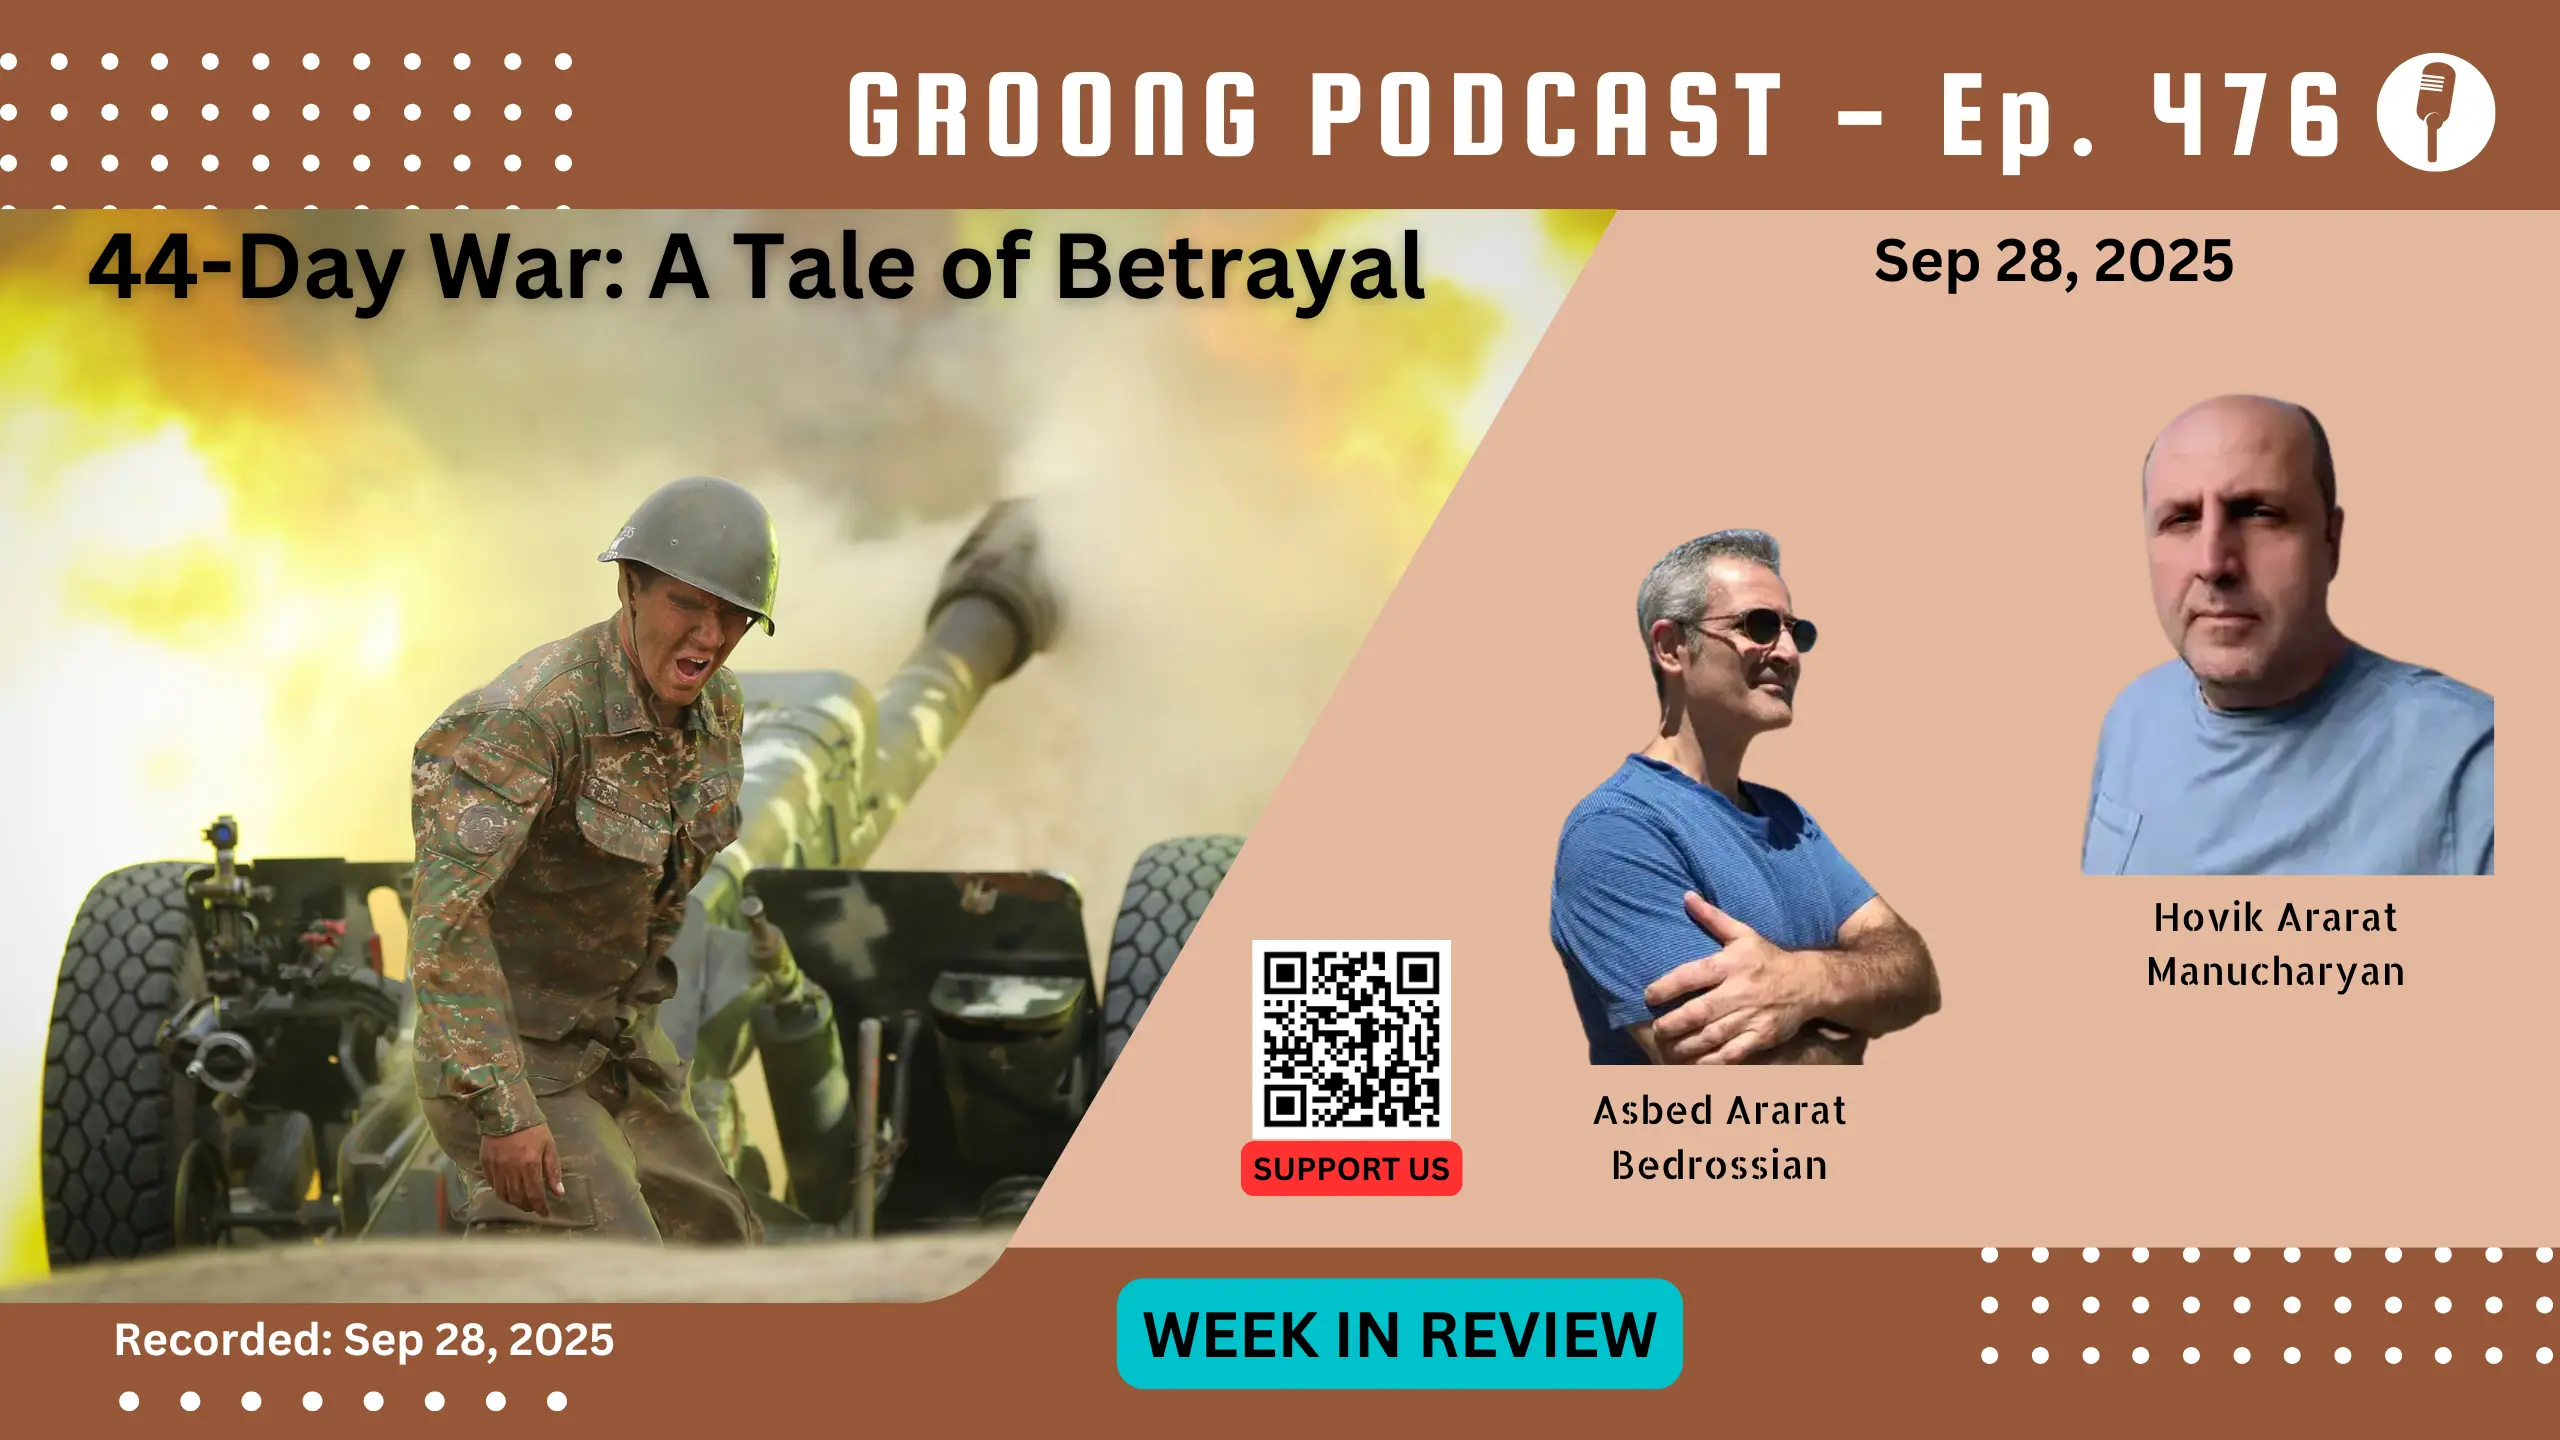 GROONG PODCAST – Ep. 476
44-Day War: A Tale of Betrayal
Sep 28, 2025
Hovik Ararat
Manucharyan
Asbed Ararat
Bedrossian
SUPPORT US
WEEK IN REVIEW
Recorded: Sep 28, 2025